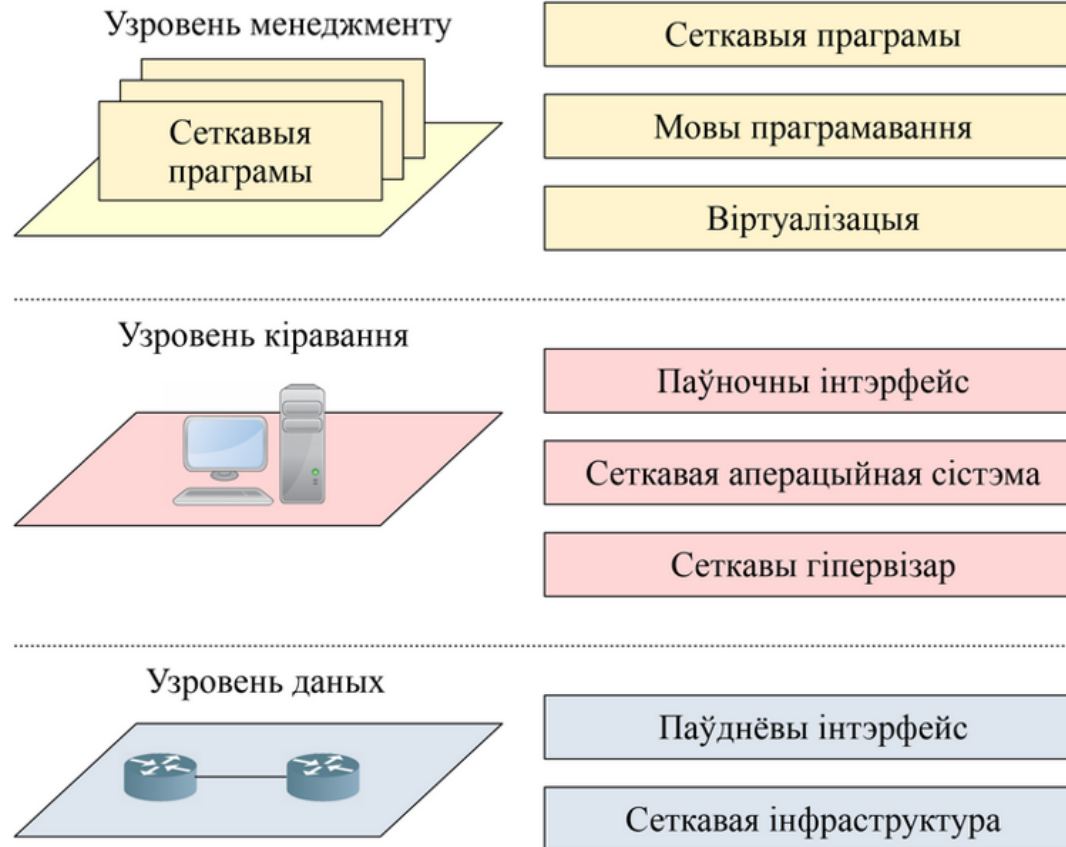 Узровень менеджменту
Сеткавыя
праграмы
Сеткавыя праграмы
Мовы праграмавання
Віртуалізацыя
Узровень кіравання
Паўночны інтэрфейс
Сеткавая аперацыйная сістэма
Сеткавы гіпервізар
Узровень даных
Паўднёвы інтэрфейс
Сеткавая інфраструктура